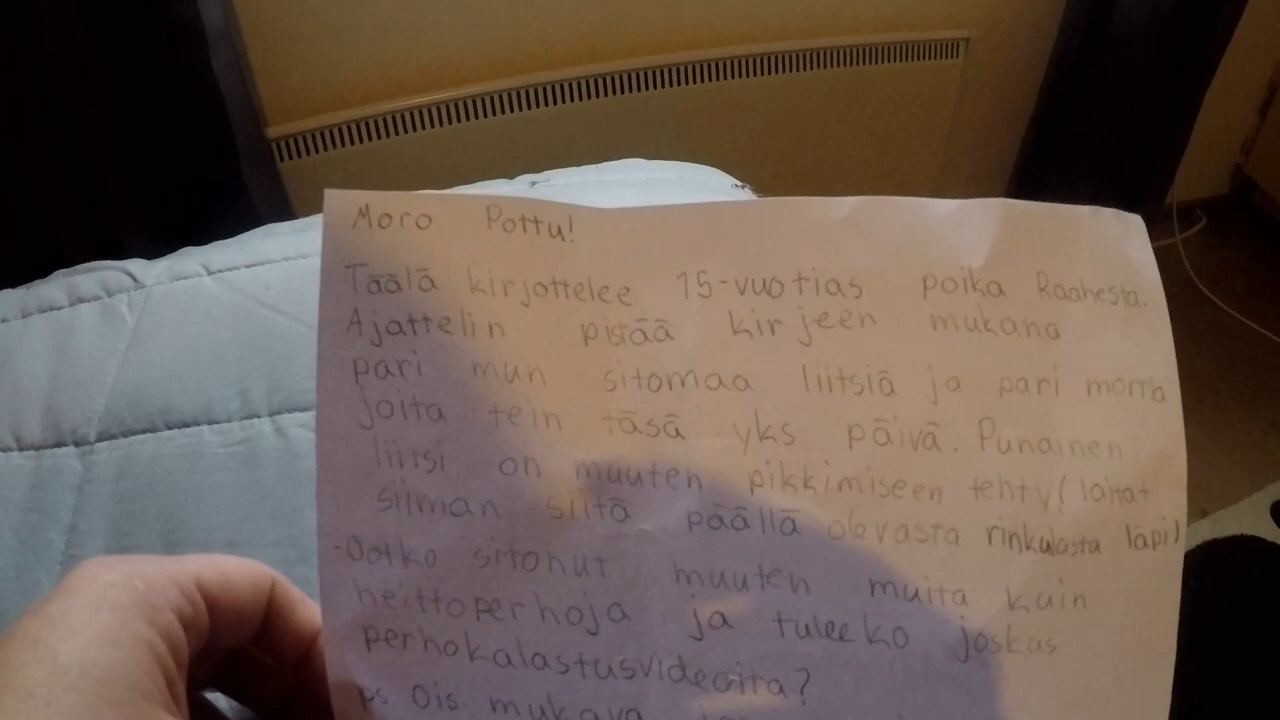 Moro Pottu!
Täälä kirjottelee 15-vuotias poika Raahesta.
Ajattelin pistää kirjeen mukana
pari mun sitomaa liitsiä ja pari morria
joita tein täsä yks päivä. Punainen
liitsi on muuten pikkimiseen tehty (laitat
silman siitä päällä olevasta rinkulasta läpi)
-Ootko sitonut muuten muita kuin
heittoperhoja ja tuleeko joskus
perhokalastusvideoita?
ps Ois mukava